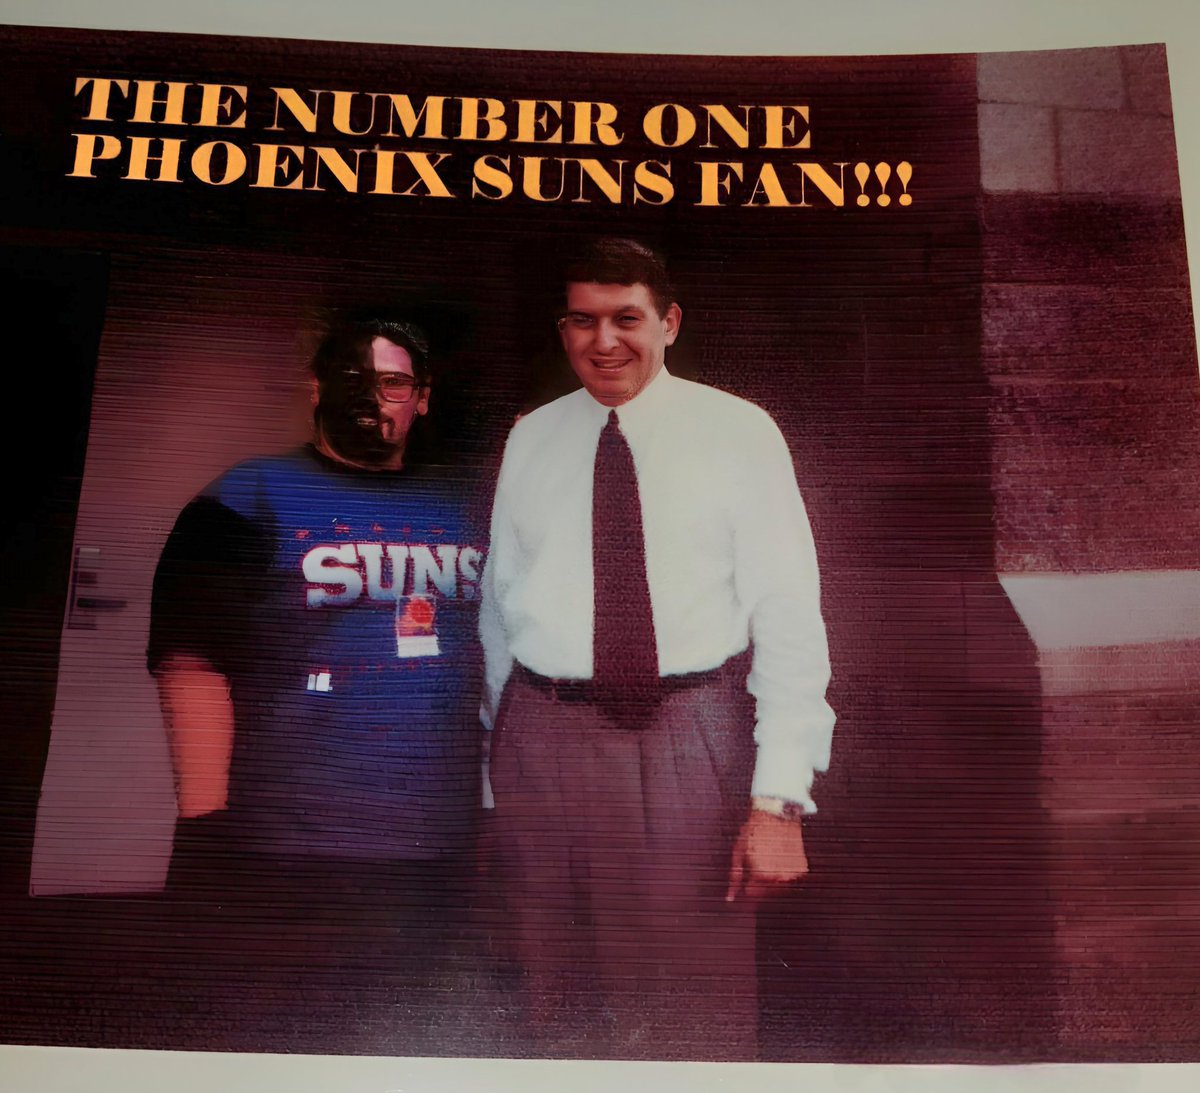 THE NUMBER ONE
PHOENIX SUNS FAN!!!
SUNS